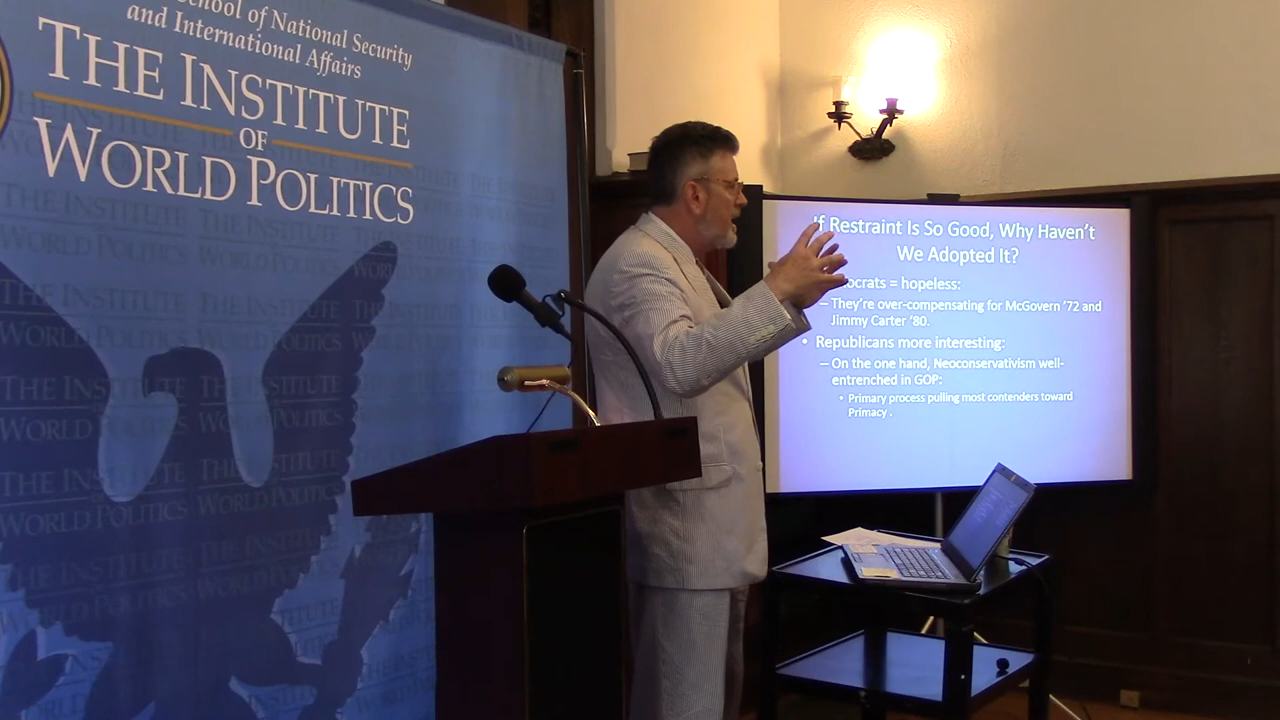 School of National Security
and International Affairs
THE INSTITUTE
OF
WORLD POLITICS
If Restraint Is So Good, Why Haven't
We Adopted It?
ocrats = hopeless:
– They're over-compensating for McGovern '72 and
Jimmy Carter '80.
• Republicans more interesting:
– On the one hand, Neoconservativism well-
entrenched in GOP:
• Primary process pulling most contenders toward
Primacy .